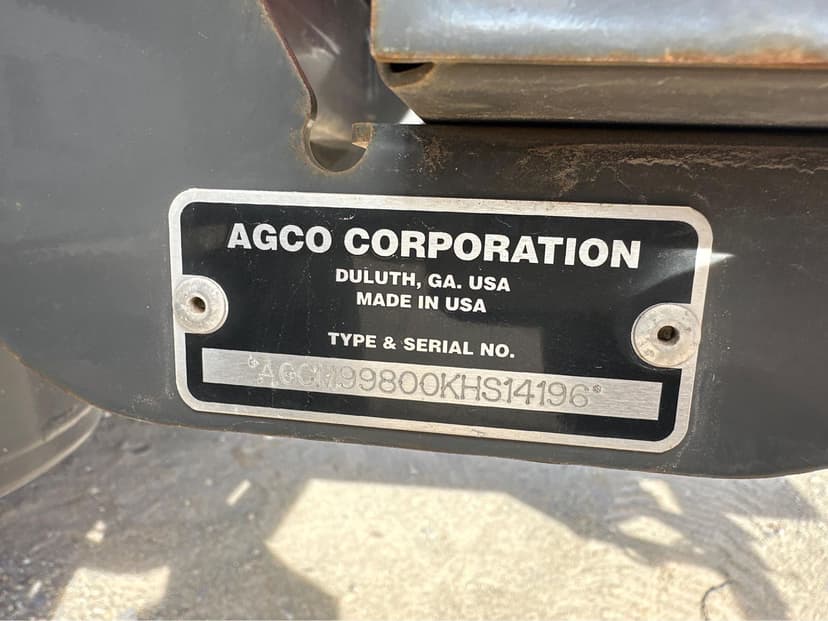 AGCO CORPORATION
DULUTH, GA. USA
MADE IN USA
TYPE & SERIAL NO.
*AGCM99800KHS14196*